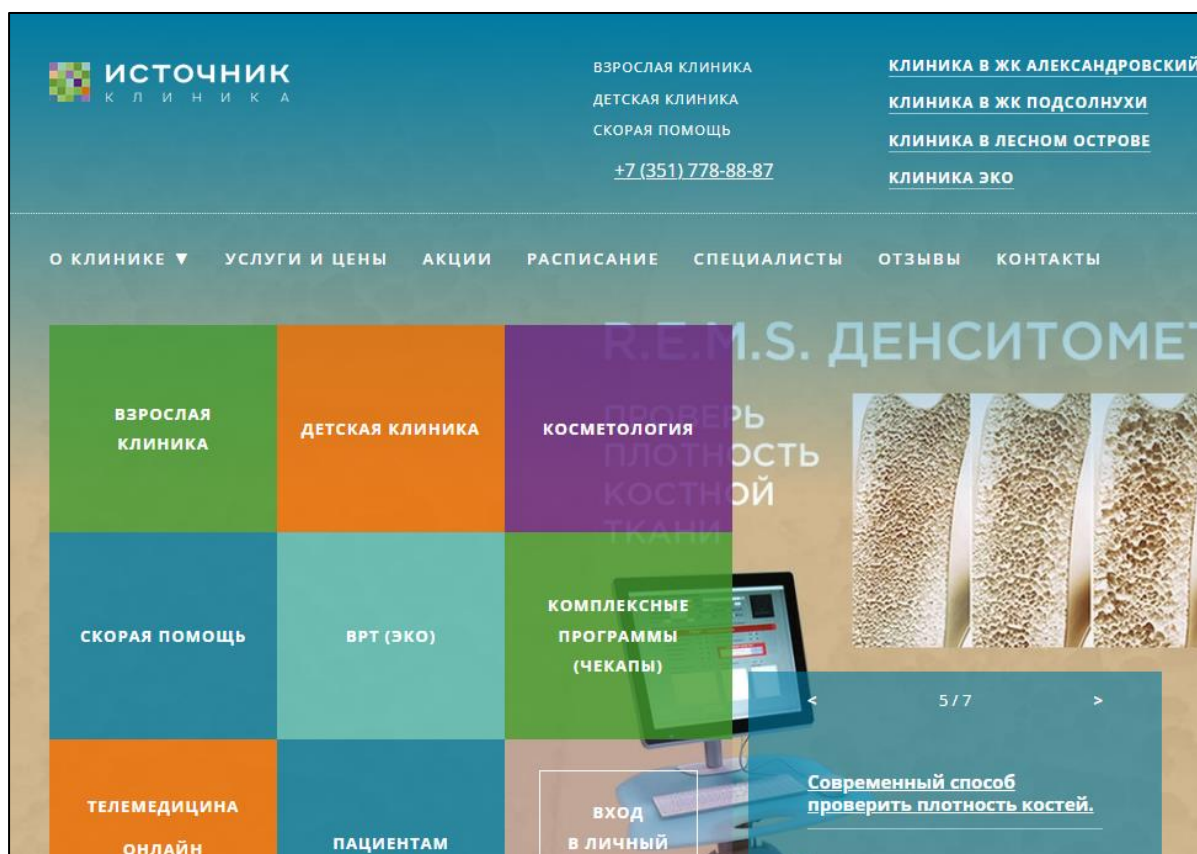 ИСТОЧНИК
КЛИНИКА
ВЗРОСЛАЯ КЛИНИКА
ДЕТСКАЯ КЛИНИКА
СКОРАЯ ПОМОЩЬ
+7 (351) 778-88-87
КЛИНИКА В ЖК АЛЕКСАНДРОВСКИЙ
КЛИНИКА В ЖК ПОДСОЛНУХИ
КЛИНИКА В ЛЕСНОМ ОСТРОВЕ
КЛИНИКА ЭКО
О КЛИНИКЕ ▼ УСЛУГИ И ЦЕНЫ АКЦИИ РАСПИСАНИЕ СПЕЦИАЛИСТЫ ОТЗЫВЫ КОНТАКТЫ
R.E.M.S. ДЕНСИТОМЕТ
ПРОВЕРЬ
ПЛОТНОСТЬ
КОСТНОЙ
ТКАНИ
ВЗРОСЛАЯ
КЛИНИКА
ДЕТСКАЯ КЛИНИКА
КОСМЕТОЛОГИЯ
СКОРАЯ ПОМОЩЬ
ВРТ (ЭКО)
КОМПЛЕКСНЫЕ
ПРОГРАММЫ
(ЧЕКАПЫ)
ТЕЛЕМЕДИЦИНА
ОНЛАЙН
ПАЦИЕНТАМ
ВХОД
В ЛИЧНЫЙ
< 5 / 7 >
Современный способ
проверить плотность костей.